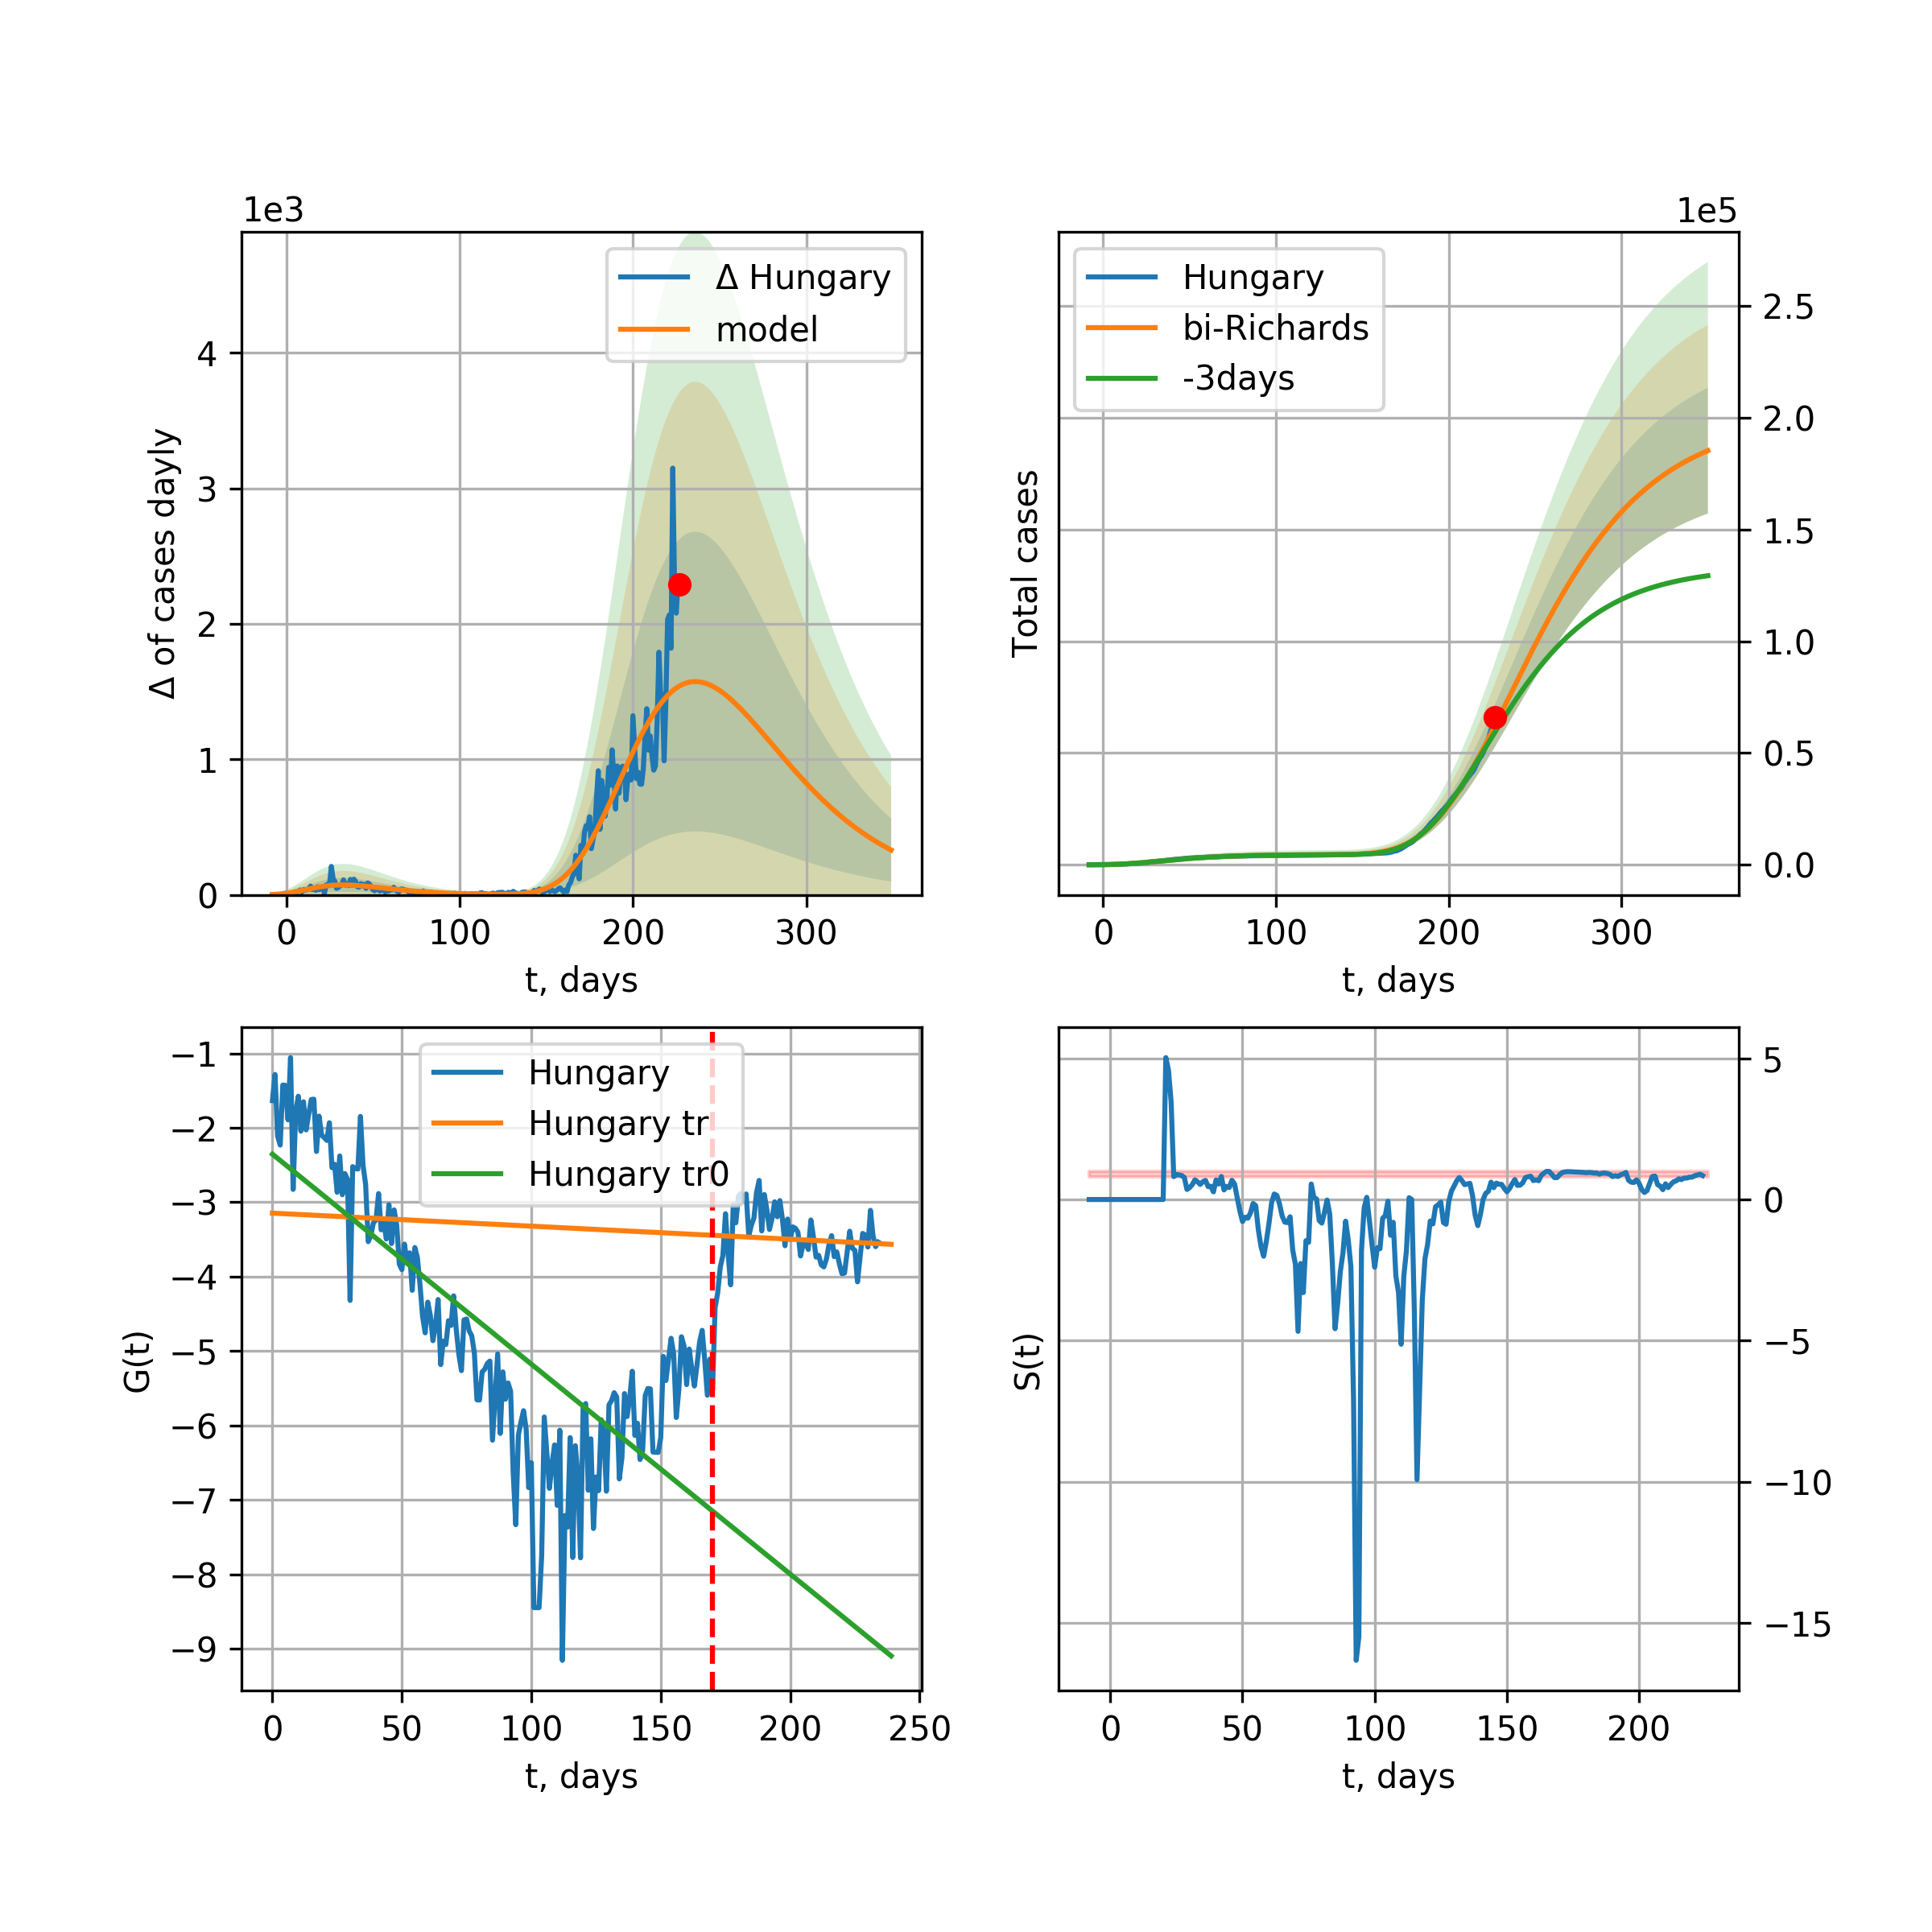 1e3
Δ of cases dayly
4
3
2
1
0
Δ Hungary
model
0 100 200 300
t, days
1e5
Total cases
Hungary
bi-Richards
-3days
2.5
2.0
1.5
1.0
0.5
0.0
0 100 200 300
t, days
G(t)
−1
−2
−3
−4
−5
−6
−7
−8
−9
Hungary
Hungary tr
Hungary tr0
0 50 100 150 200 250
t, days
S(t)
5
0
−5
−10
−15
0 50 100 150 200
t, days